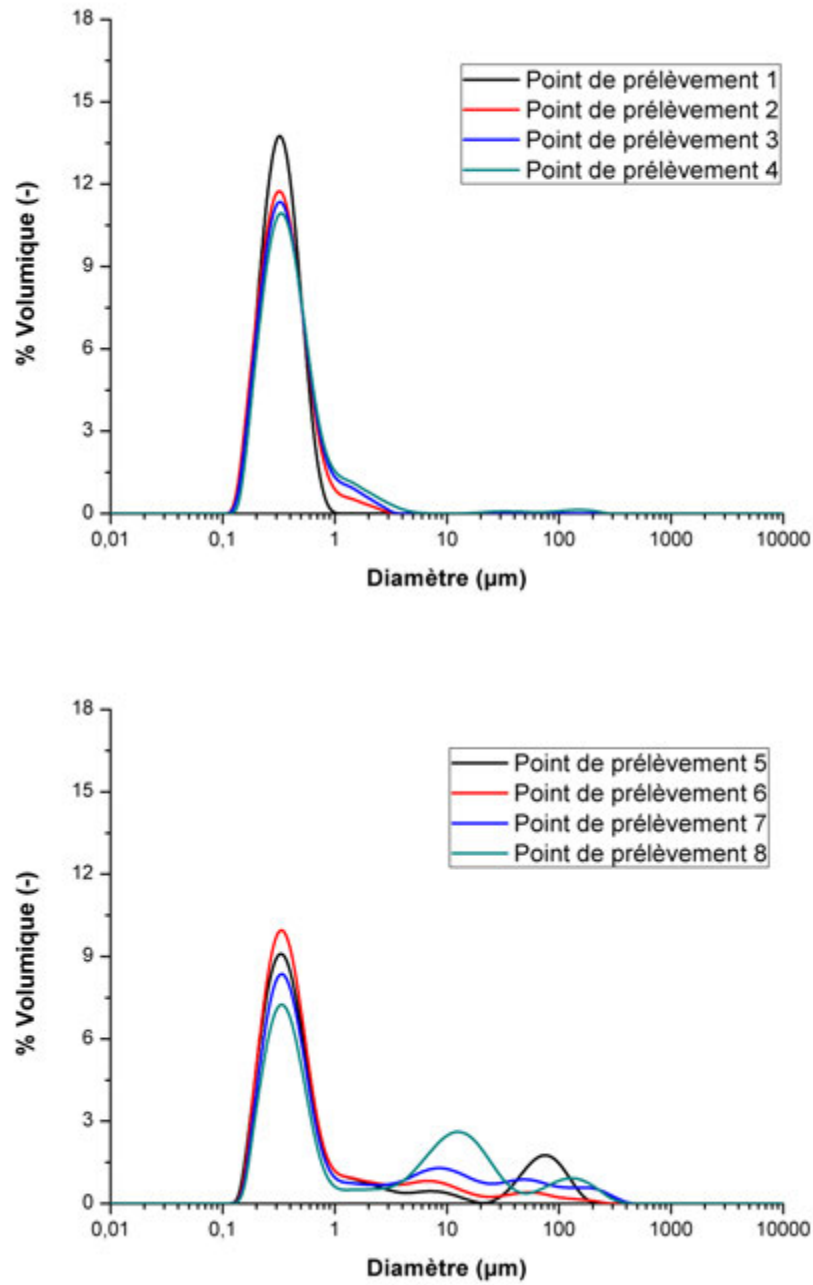 18
15
12
9
6
3
0
% Volumique (-)
Point de prélèvement 1
Point de prélèvement 2
Point de prélèvement 3
Point de prélèvement 4
0,01 0,1 1 10 100 1000 10000
Diamètre (µm)
18
15
12
9
6
3
0
% Volumique (-)
Point de prélèvement 5
Point de prélèvement 6
Point de prélèvement 7
Point de prélèvement 8
0,01 0,1 1 10 100 1000 10000
Diamètre (µm)